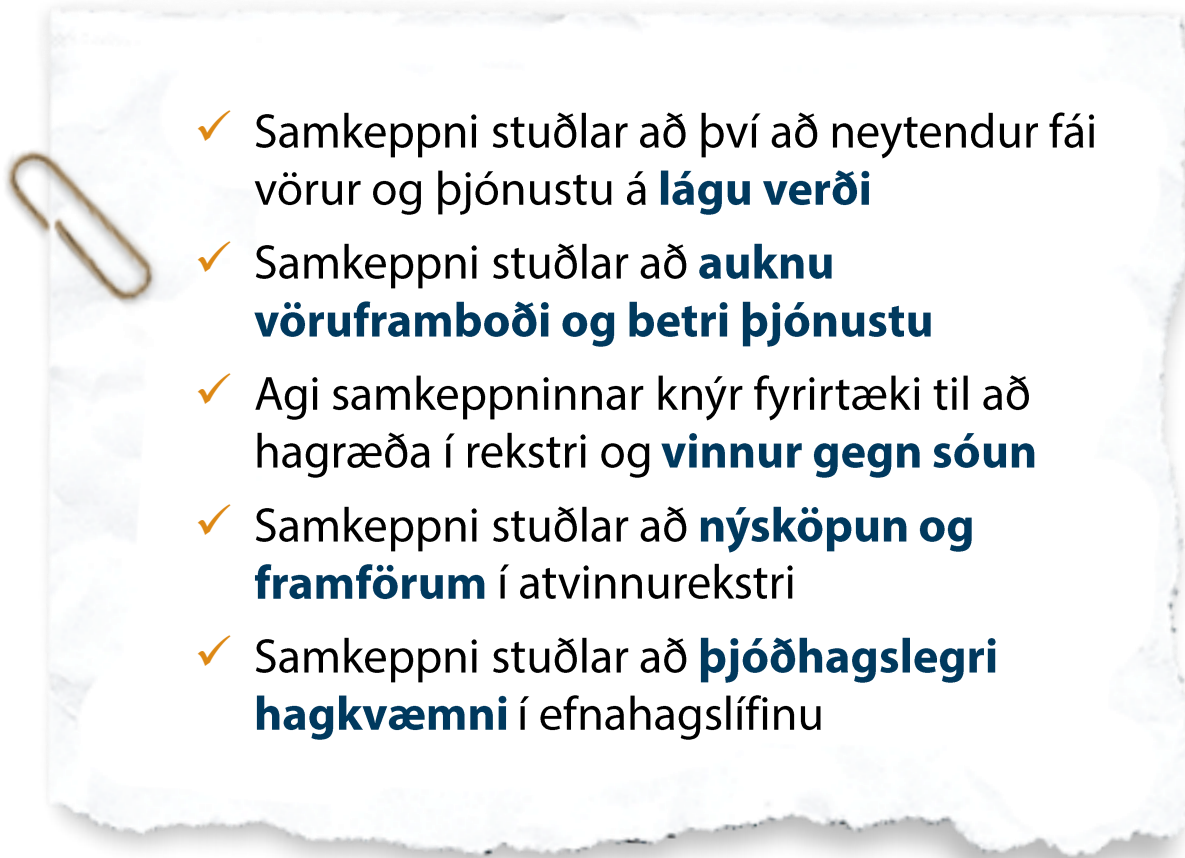 ✓ Samkeppni stuðlar að því að neytendur fái
vörur og þjónustu á lágu verði
✓ Samkeppni stuðlar að auknu
vöruframboði og betri þjónustu
✓ Agi samkeppninnar knýr fyrirtæki til að
hagræða í rekstri og vinnur gegn sóun
✓ Samkeppni stuðlar að nýsköpun og
framförum í atvinnurekstri
✓ Samkeppni stuðlar að þjóðhagslegri
hagkvæmni í efnahagslífinu